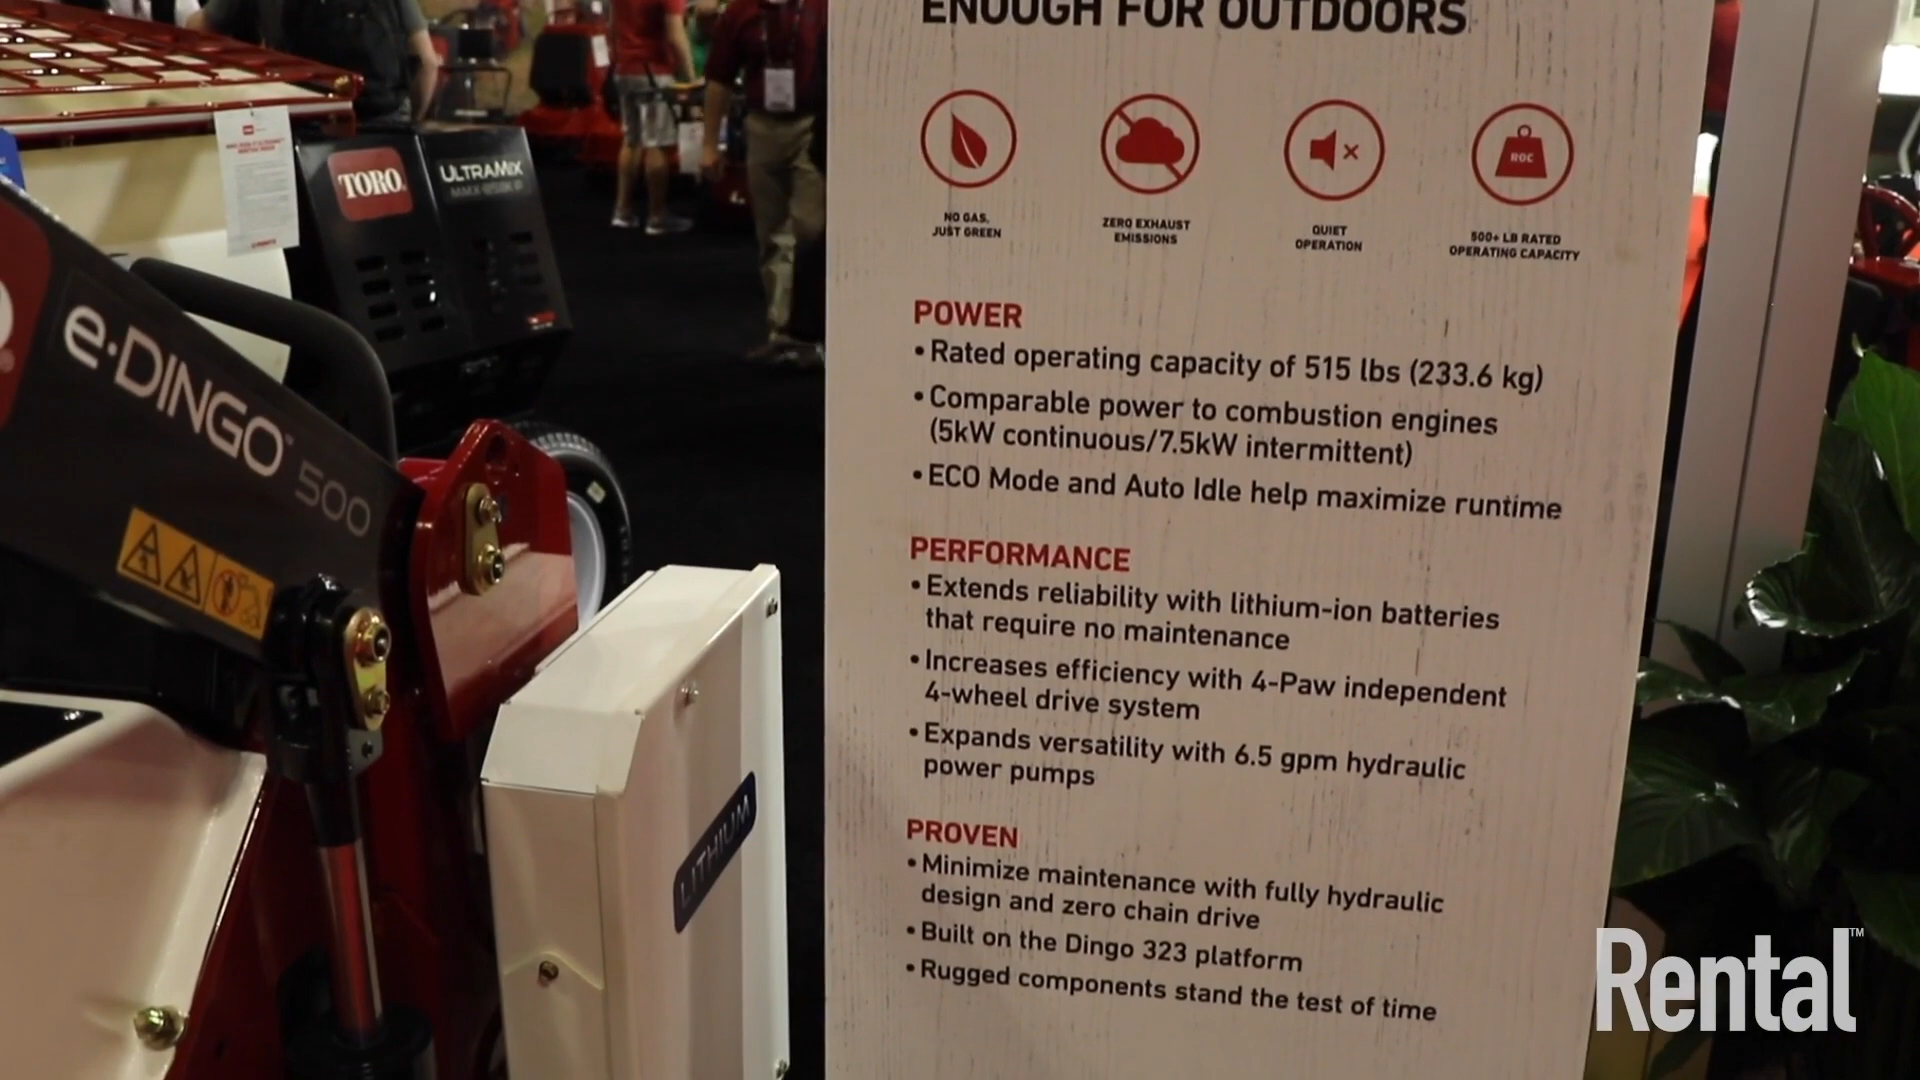 ENOUGH FOR OUTDOORS
NO GAS,
JUST GREEN
ZERO EXHAUST
EMISSIONS
QUIET
OPERATION
ROC
500+ LB RATED
OPERATING CAPACITY
POWER
• Rated operating capacity of 515 lbs (233.6 kg)
• Comparable power to combustion engines
(5kW continuous/7.5kW intermittent)
• ECO Mode and Auto Idle help maximize runtime
PERFORMANCE
• Extends reliability with lithium-ion batteries
that require no maintenance
• Increases efficiency with 4-Paw independent
4-wheel drive system
• Expands versatility with 6.5 gpm hydraulic
power pumps
PROVEN
• Minimize maintenance with fully hydraulic
design and zero chain drive
• Built on the Dingo 323 platform
• Rugged components stand the test of time
TORO
ULTRAMIX
e·DINGO 500
LITHIUM
Rental™